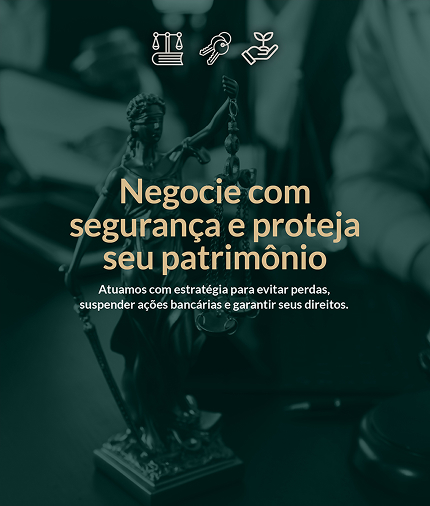 Negocie com
segurança e proteja
seu patrimônio
Atuamos com estratégia para evitar perdas,
suspender ações bancárias e garantir seus direitos.